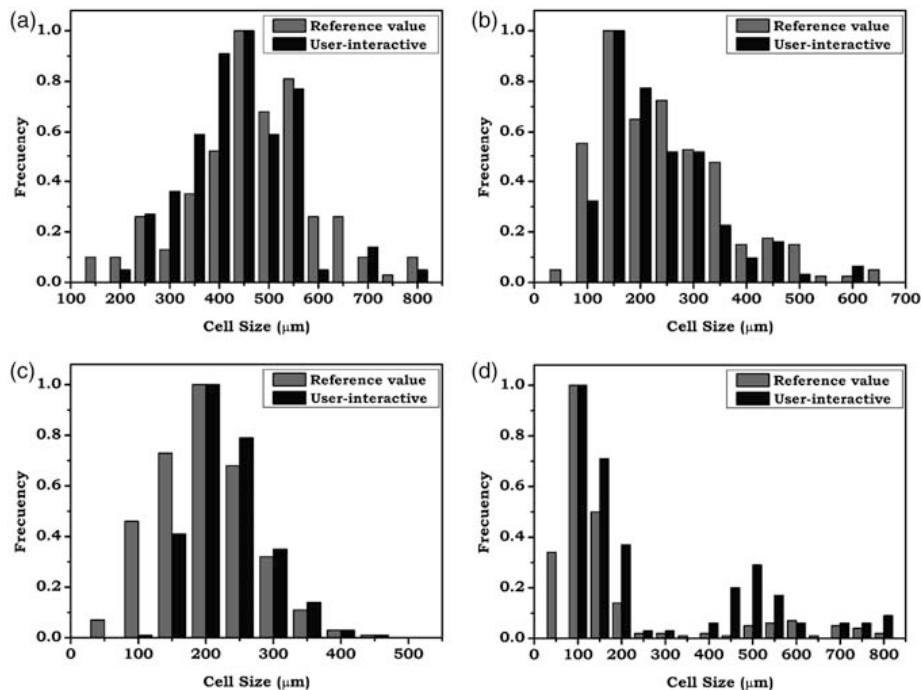 (a)
Reference value
User-interactive
1.0
0.8
0.6
0.4
0.2
0.0
Frecuency
100 200 300 400 500 600 700 800
Cell Size (μm)
(b)
Reference value
User-interactive
1.0
0.8
0.6
0.4
0.2
0.0
Frecuency
0 100 200 300 400 500 600 700
Cell Size (μm)
(c)
Reference value
User-interactive
1.0
0.8
0.6
0.4
0.2
0.0
Frecuency
0 100 200 300 400 500
Cell Size (μm)
(d)
Reference value
User-interactive
1.0
0.8
0.6
0.4
0.2
0.0
Frecuency
0 100 200 300 400 500 600 700 800
Cell Size (μm)